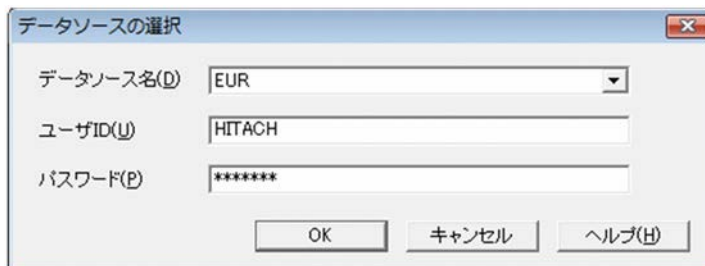 データソースの選択
データソース名(D) EUR
ユーザID(U) HITACH
パスワード(P) *******
OK キャンセル ヘルプ(H)